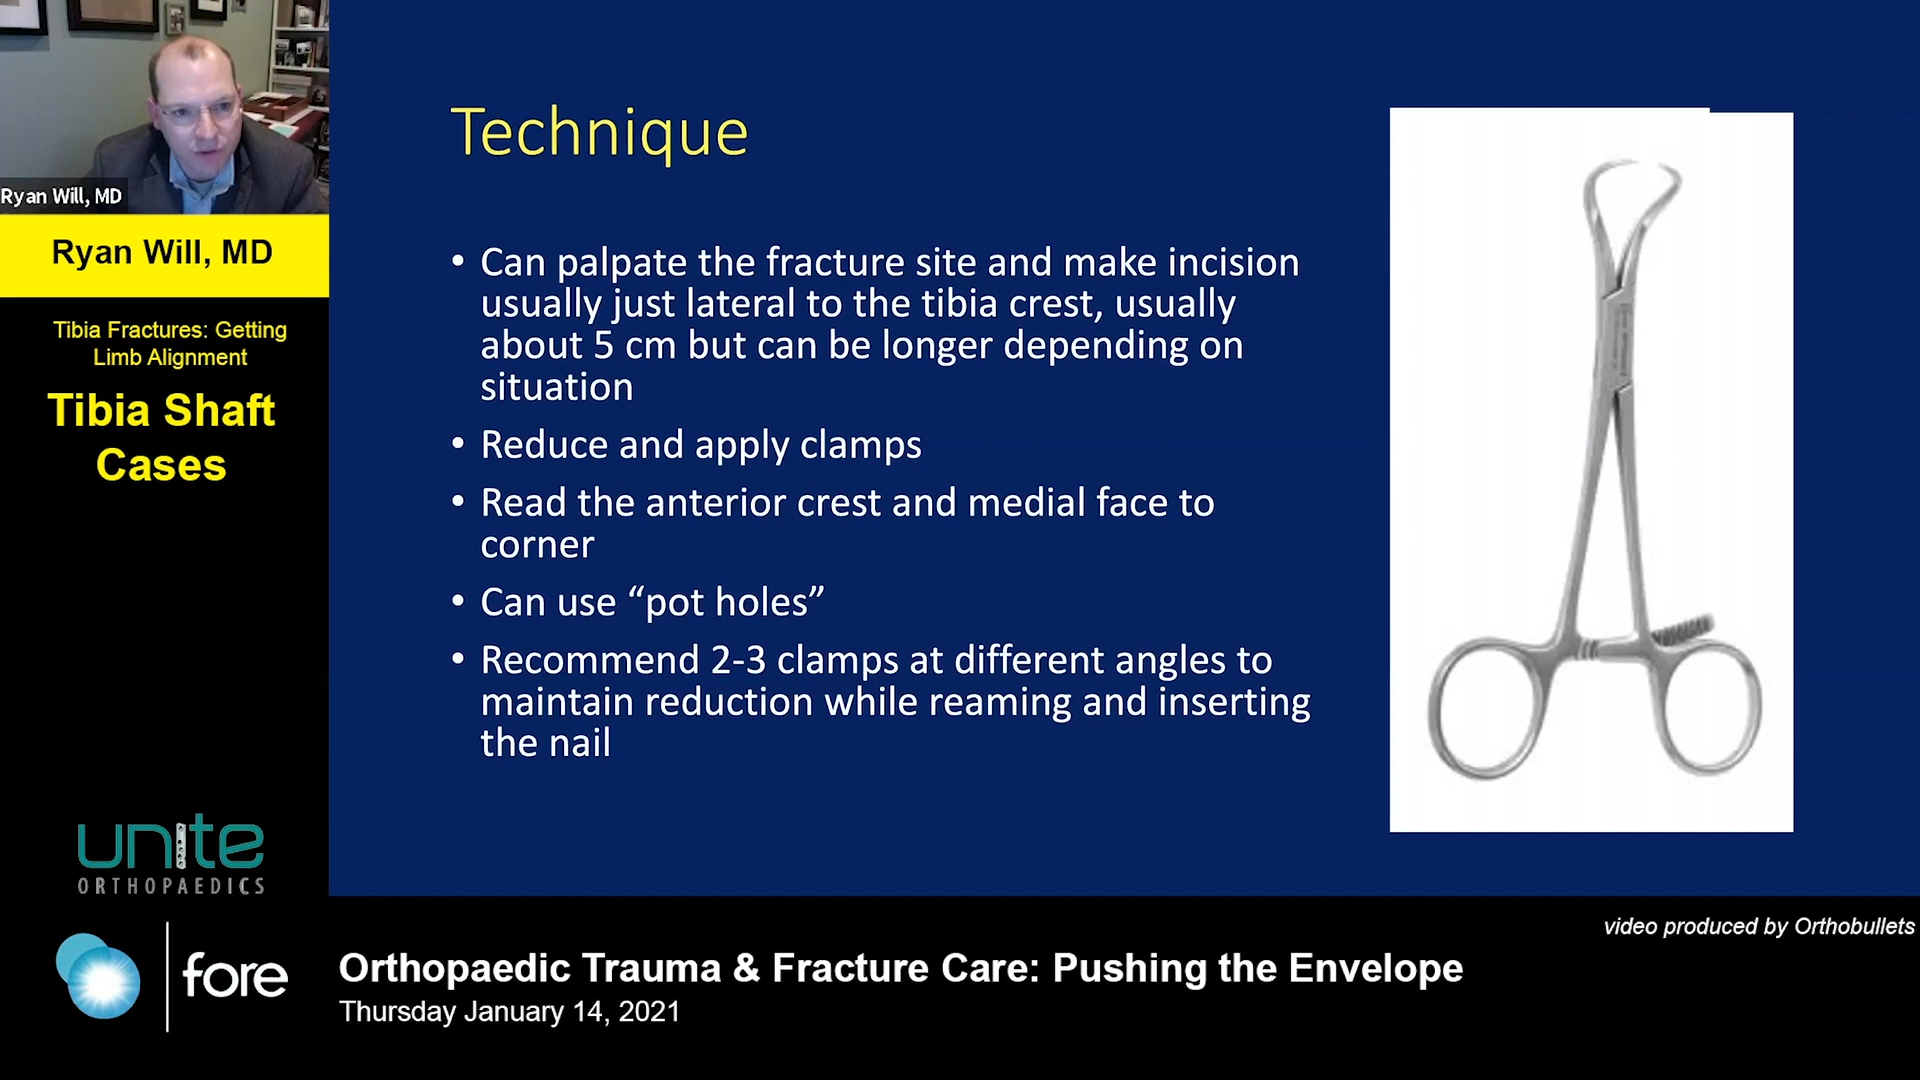 Ryan Will, MD
Ryan Will, MD
Tibia Fractures: Getting
Limb Alignment
Tibia Shaft
Cases
unite
ORTHOPAEDICS
Technique
• Can palpate the fracture site and make incision
usually just lateral to the tibia crest, usually
about 5 cm but can be longer depending on
situation
• Reduce and apply clamps
• Read the anterior crest and medial face to
corner
• Can use “pot holes”
• Recommend 2-3 clamps at different angles to
maintain reduction while reaming and inserting
the nail
video produced by Orthobullets
fore
Orthopaedic Trauma & Fracture Care: Pushing the Envelope
Thursday January 14, 2021